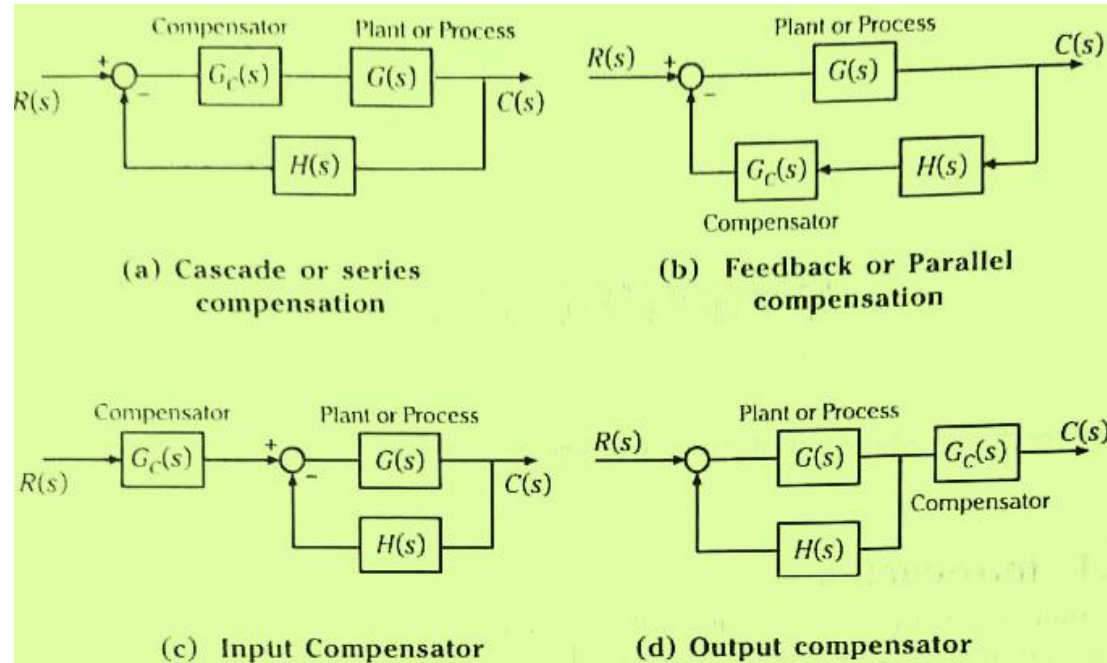 Compensator
Plant or Process
R(s)
+
−
G_C(s)
G(s)
C(s)
H(s)
(a) Cascade or series
compensation
Plant or Process
R(s)
+
−
G(s)
C(s)
G_C(s)
H(s)
Compensator
(b) Feedback or Parallel
compensation
Compensator
Plant or Process
R(s)
G_C(s)
+
−
G(s)
C(s)
H(s)
(c) Input Compensator
Plant or Process
R(s)
G(s)
G_C(s)
C(s)
Compensator
H(s)
(d) Output compensator